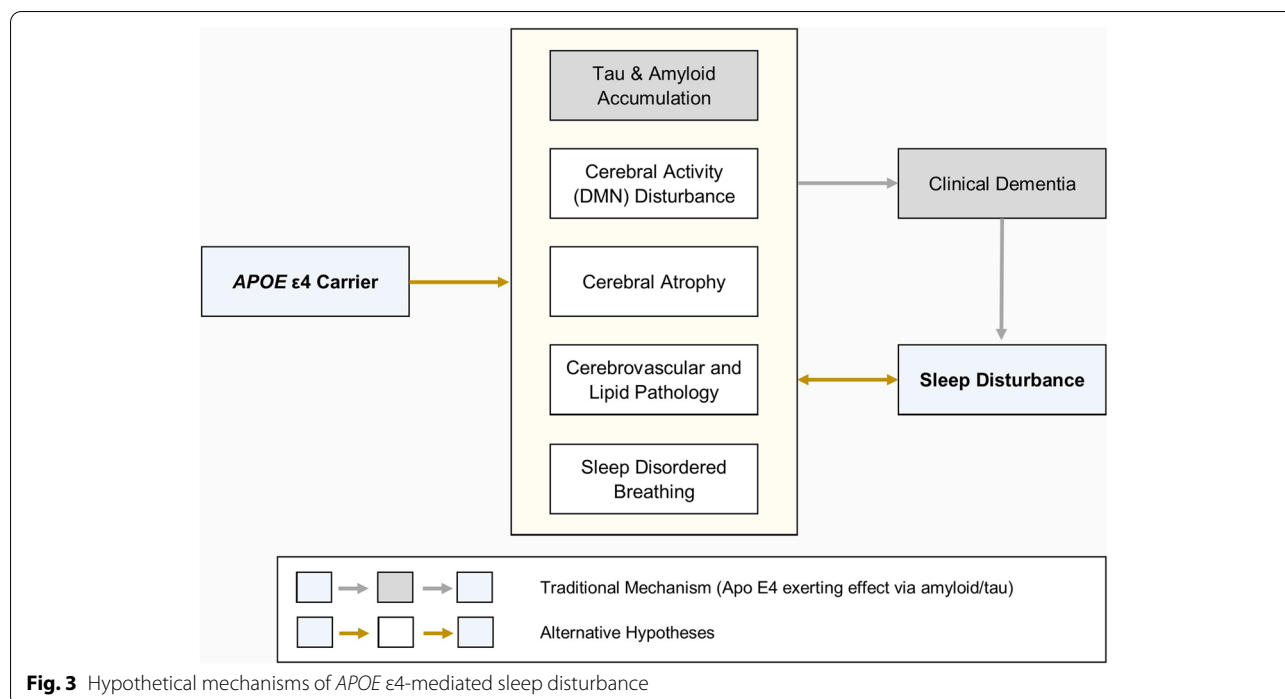 Tau & Amyloid
Accumulation
Cerebral Activity
(DMN) Disturbance
Clinical Dementia
APOE ε4 Carrier
Cerebral Atrophy
Cerebrovascular and
Lipid Pathology
Sleep Disturbance
Sleep Disordered
Breathing
Traditional Mechanism (Apo E4 exerting effect via amyloid/tau)
Alternative Hypotheses
Fig. 3 Hypothetical mechanisms of APOE ε4-mediated sleep disturbance